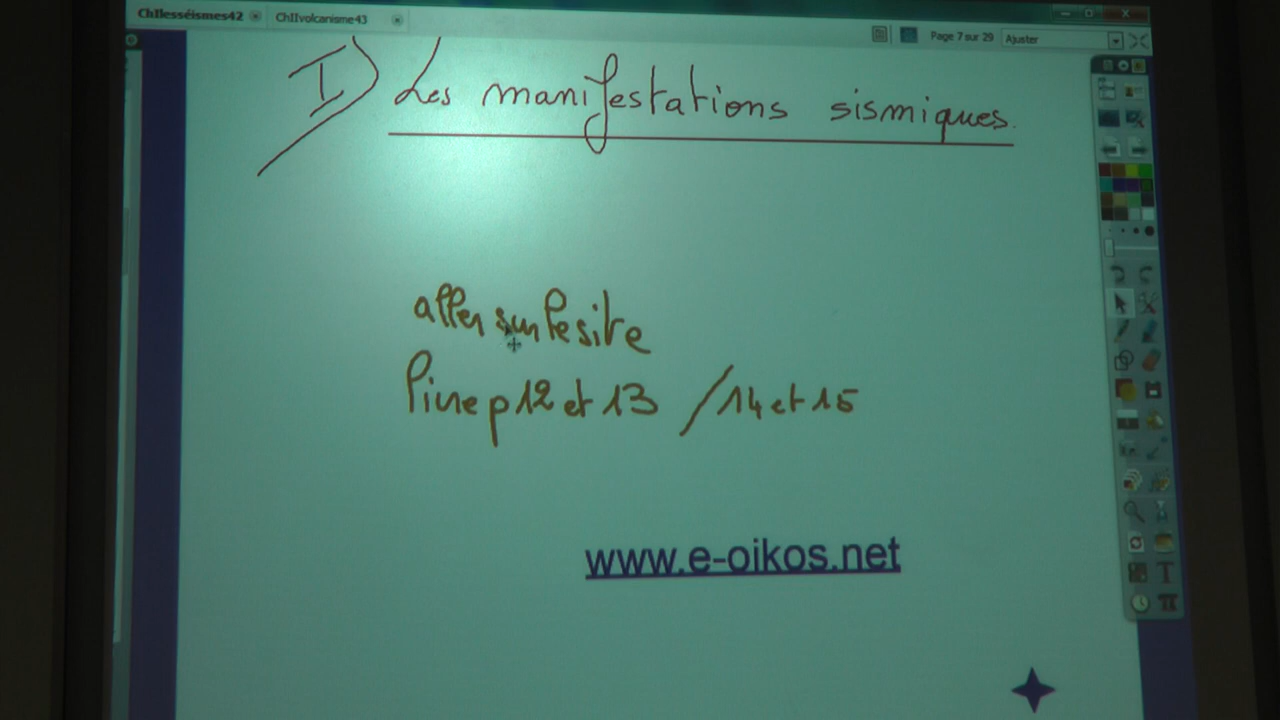 ChIlesséismes42
ChIIvolcanisme43
Page 7 sur 29
Ajuster
I) Les manifestations sismiques.
aller sur le site
livre p 12 et 13 / 14 et 15
www.e-oikos.net